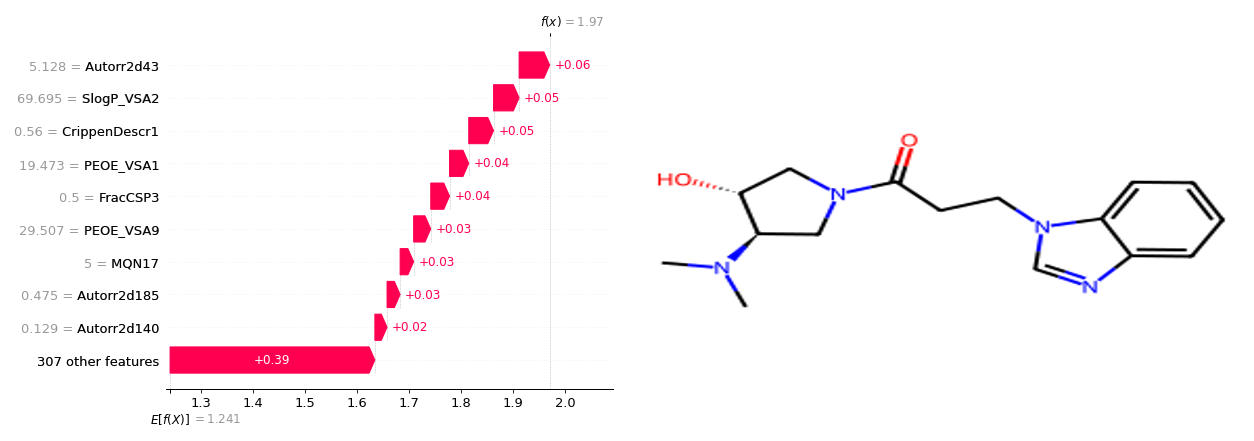 f(x) = 1.97
5.128 = Autorr2d43
+0.06
69.695 = SlogP_VSA2
+0.05
0.56 = CrippenDescr1
+0.05
19.473 = PEOE_VSA1
+0.04
0.5 = FracCSP3
+0.04
29.507 = PEOE_VSA9
+0.03
5 = MQN17
+0.03
0.475 = Autorr2d185
+0.03
0.129 = Autorr2d140
+0.02
307 other features
+0.39
1.3 1.4 1.5 1.6 1.7 1.8 1.9 2.0
E[f(X)] = 1.241
O
HO
N
N
N
N